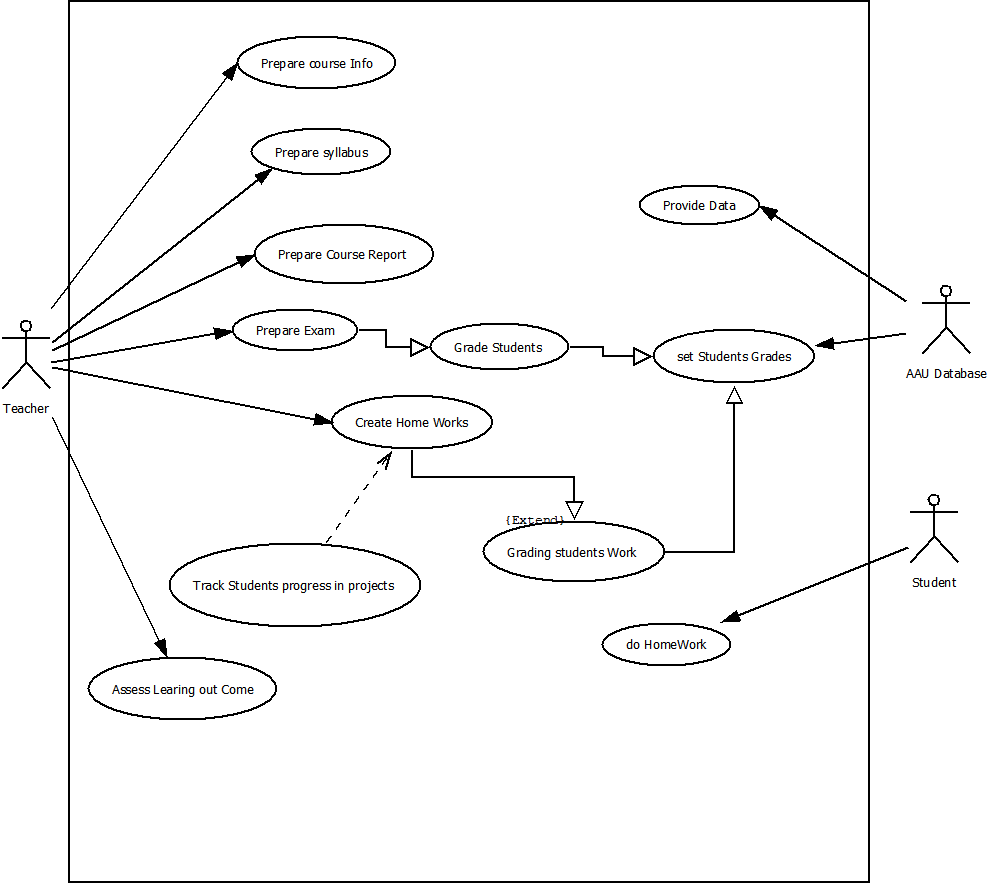 Prepare course Info
Prepare syllabus
Provide Data
Prepare Course Report
Prepare Exam
Grade Students
set Students Grades
AAU Database
Teacher
Create Home Works
{Extend}
Grading students Work
Track Students progress in projects
Student
do HomeWork
Assess Learing out Come